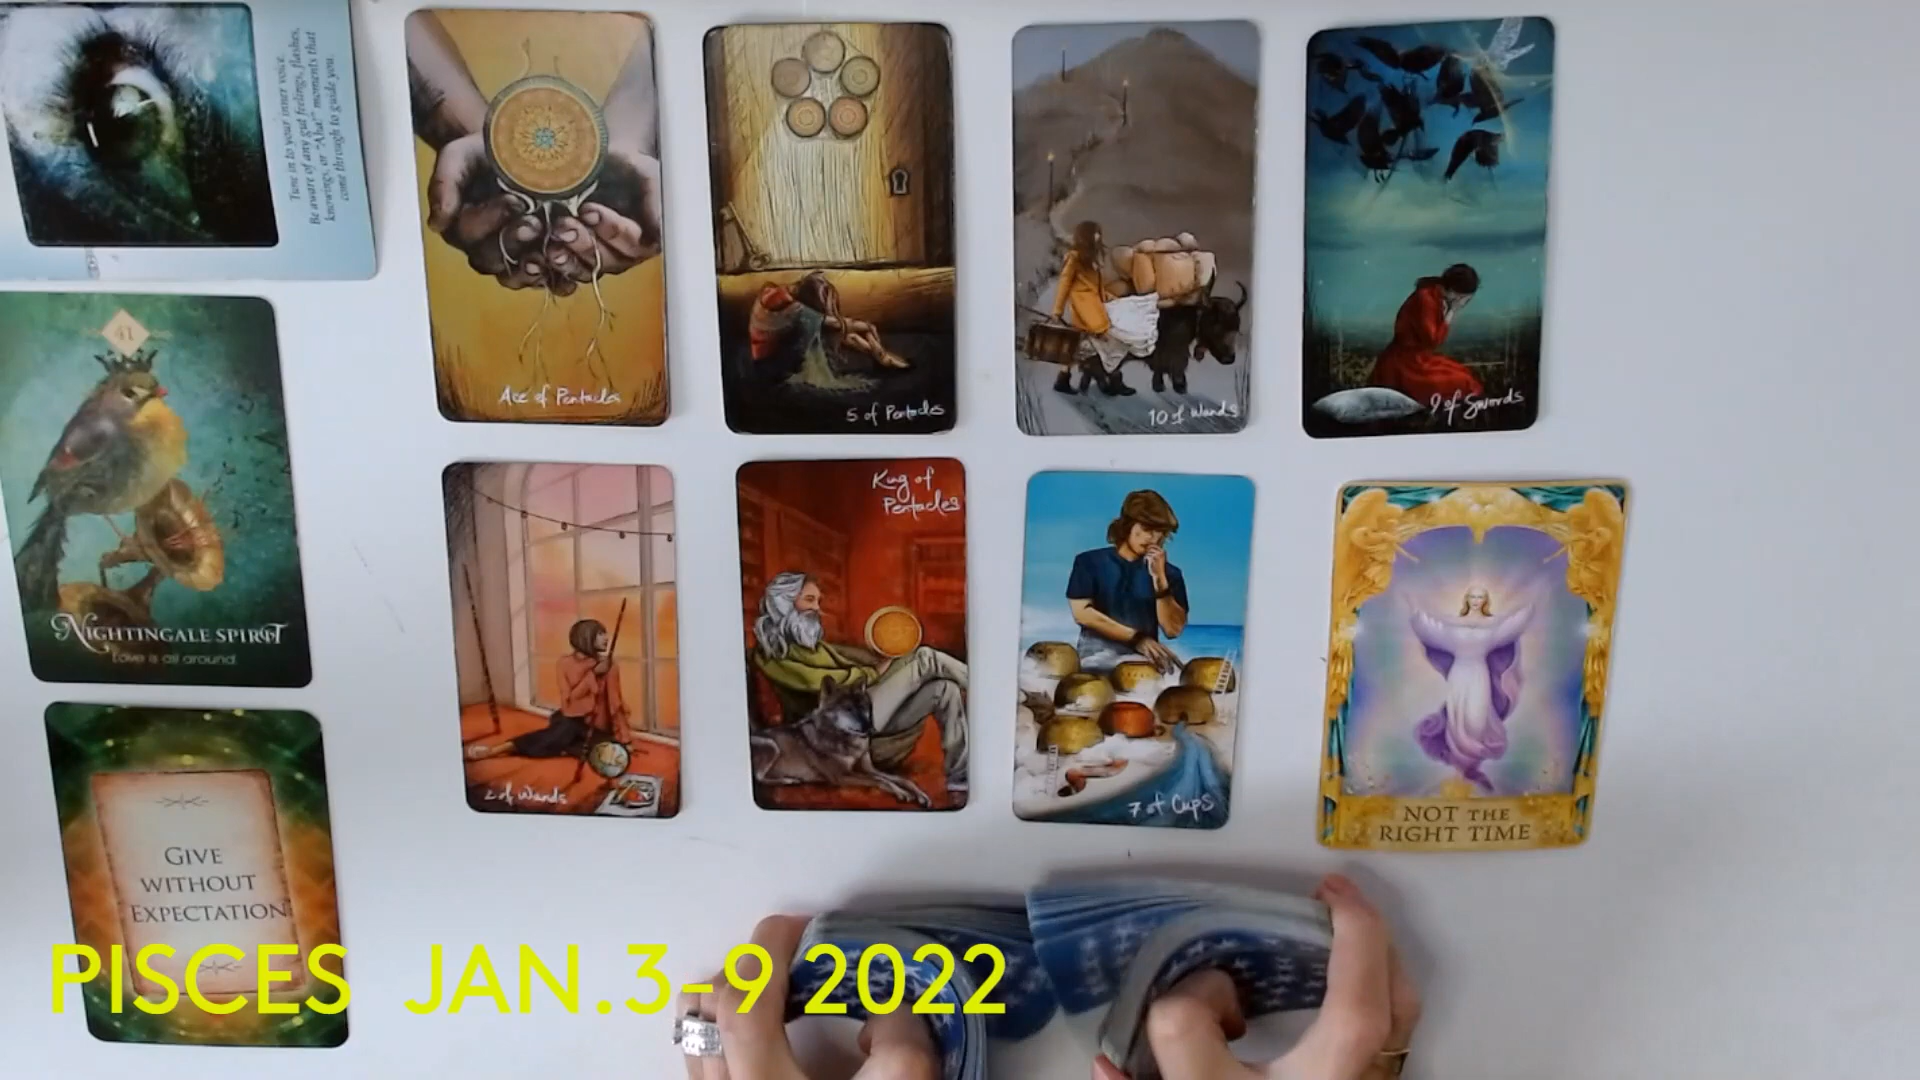 Tune in to your inner voice.
Be aware of any gut feelings, flashes,
knowings, or "Aha!" moments that
come through to guide you.
Ace of Pentacles
5 of Pentacles
10 of Wands
9 of Swords
41
NIGHTINGALE SPIRIT
Love is all around
2 of Wands
King of
Pentacles
7 of Cups
NOT THE
RIGHT TIME
GIVE
WITHOUT
EXPECTATION
PISCES JAN.3-9 2022